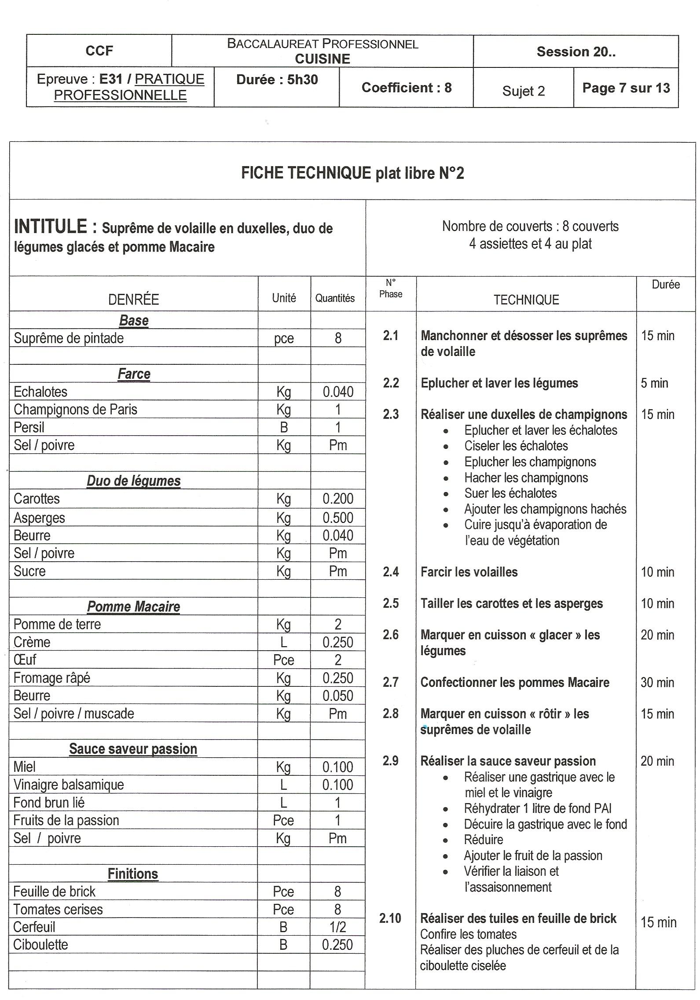 CCF
BACCALAUREAT PROFESSIONNEL
CUISINE
Session 20..
Epreuve : E31 / PRATIQUE
PROFESSIONNELLE
Durée : 5h30
Coefficient : 8
Sujet 2
Page 7 sur 13
FICHE TECHNIQUE plat libre N°2
INTITULE : Suprême de volaille en duxelles, duo de
légumes glacés et pomme Macaire
Nombre de couverts : 8 couverts
4 assiettes et 4 au plat
DENRÉE Unité Quantités
Base
Suprême de pintade pce 8
Farce
Echalotes Kg 0.040
Champignons de Paris Kg 1
Persil B 1
Sel / poivre Kg Pm
Duo de légumes
Carottes Kg 0.200
Asperges Kg 0.500
Beurre Kg 0.040
Sel / poivre Kg Pm
Sucre Kg Pm
Pomme Macaire
Pomme de terre Kg 2
Crème L 0.250
Œuf Pce 2
Fromage râpé Kg 0.250
Beurre Kg 0.050
Sel / poivre / muscade Kg Pm
Sauce saveur passion
Miel Kg 0.100
Vinaigre balsamique L 0.100
Fond brun lié L 1
Fruits de la passion Pce 1
Sel / poivre Kg Pm
Finitions
Feuille de brick Pce 8
Tomates cerises Pce 8
Cerfeuil B 1/2
Ciboulette B 0.250
N°
Phase
TECHNIQUE
Durée
2.1 Manchonner et désosser les suprêmes 15 min
de volaille
2.2 Eplucher et laver les légumes 5 min
2.3 Réaliser une duxelles de champignons 15 min
• Eplucher et laver les échalotes
• Ciseler les échalotes
• Eplucher les champignons
• Hacher les champignons
• Suer les échalotes
• Ajouter les champignons hachés
• Cuire jusqu'à évaporation de
l'eau de végétation
2.4 Farcir les volailles 10 min
2.5 Tailler les carottes et les asperges 10 min
2.6 Marquer en cuisson « glacer » les 20 min
légumes
2.7 Confectionner les pommes Macaire 30 min
2.8 Marquer en cuisson « rôtir » les 15 min
suprêmes de volaille
2.9 Réaliser la sauce saveur passion 20 min
• Réaliser une gastrique avec le
miel et le vinaigre
• Réhydrater 1 litre de fond PAI
• Décuire la gastrique avec le fond
• Réduire
• Ajouter le fruit de la passion
• Vérifier la liaison et
l'assaisonnement
2.10 Réaliser des tuiles en feuille de brick 15 min
Confire les tomates
Réaliser des pluches de cerfeuil et de la
ciboulette ciselée